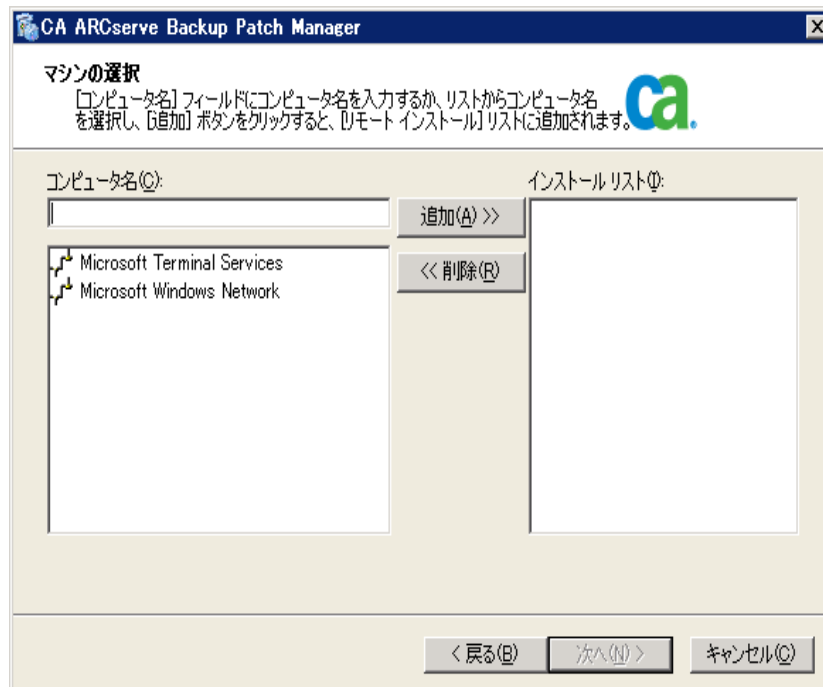 CA ARCserve Backup Patch Manager
マシンの選択
[コンピュータ名] フィールドにコンピュータ名を入力するか、リストからコンピュータ名
を選択し、[追加] ボタンをクリックすると、[リモート インストール] リストに追加されます。
ca.
コンピュータ名(C):
インストール リスト(I):
追加(A) >>
<< 削除(R)
Microsoft Terminal Services
Microsoft Windows Network
< 戻る(B)
次へ(N) >
キャンセル(C)